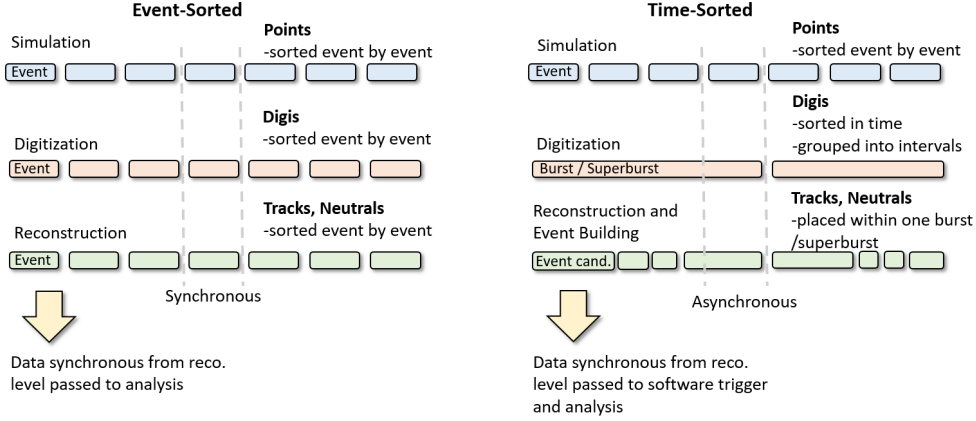 Event-Sorted
Simulation
Points
-sorted event by event
Event
Digitization
Digis
-sorted event by event
Event
Reconstruction
Tracks, Neutrals
-sorted event by event
Event
Synchronous
Data synchronous from reco.
level passed to analysis
Time-Sorted
Simulation
Points
-sorted event by event
Event
Digitization
Digis
-sorted in time
-grouped into intervals
Burst / Superburst
Reconstruction and
Event Building
Tracks, Neutrals
-placed within one burst
/superburst
Event cand.
Asynchronous
Data synchronous from reco.
level passed to software trigger
and analysis